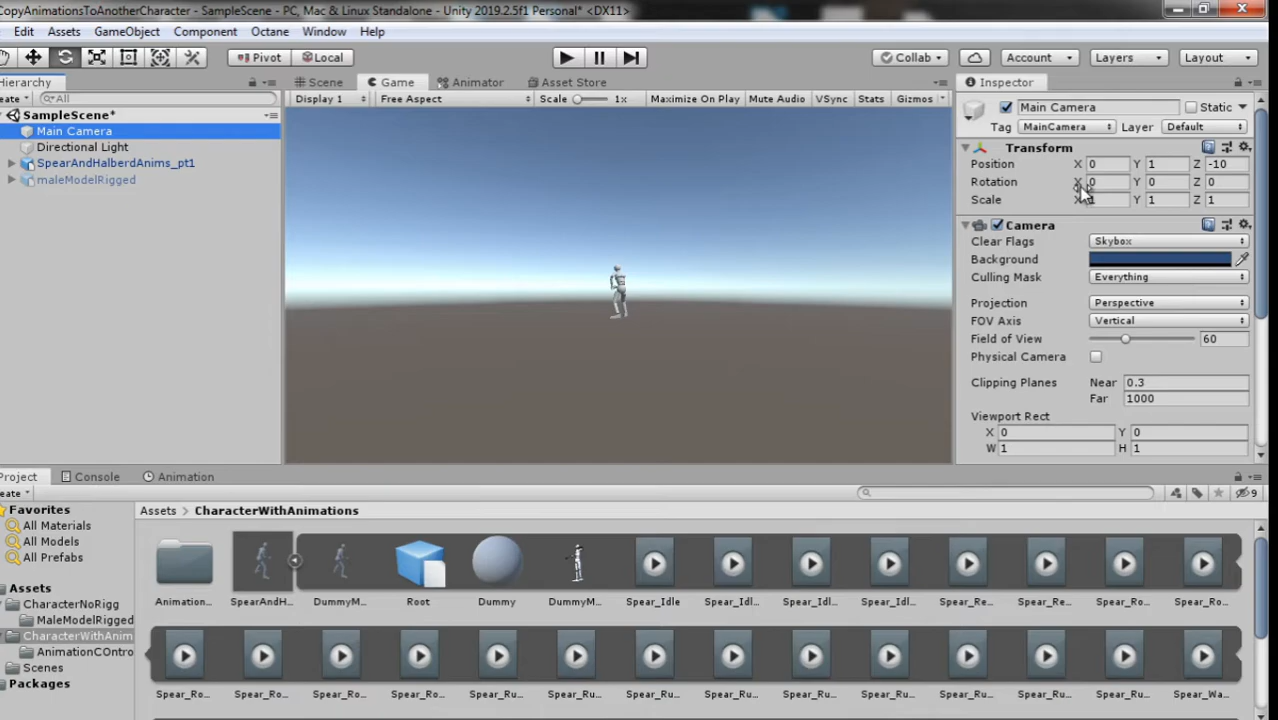 CopyAnimationsToAnotherCharacter - SampleScene - PC, Mac & Linux Standalone - Unity 2019.2.5f1 Personal* <DX11>
Edit Assets GameObject Component Octane Window Help
Pivot Local Collab Account Layers Layout
Hierarchy Scene Game Animator Asset Store Inspector
eate All Display 1 Free Aspect Scale 1x Maximize On Play Mute Audio VSync Stats Gizmos
Main Camera Static
SampleScene*
Main Camera
Directional Light
SpearAndHalberdAnims_pt1
maleModelRigged
Tag MainCamera Layer Default
Transform
Position X 0 Y 1 Z -10
Rotation X 0 Y 0 Z 0
Scale X 1 Y 1 Z 1
Camera
Clear Flags Skybox
Background
Culling Mask Everything
Projection Perspective
FOV Axis Vertical
Field of View 60
Physical Camera
Clipping Planes Near 0.3
Far 1000
Viewport Rect
X 0 Y 0
W 1 H 1
Project Console Animation
eate 9
Favorites
All Materials
All Models
All Prefabs
Assets
CharacterNoRigg
MaleModelRigged
CharacterWithAnim
AnimationCOntro
Scenes
Packages
Assets CharacterWithAnimations
Animation... SpearAndH... DummyM... Root Dummy DummyM... Spear_Idle Spear_Idl... Spear_Idl... Spear_Idl... Spear_Re... Spear_Re... Spear_Ro... Spear_Ro...
Spear_Ro... Spear_Ro... Spear_Ro... Spear_Ro... Spear_Ru... Spear_Ru... Spear_Ru... Spear_Ru... Spear_Ru... Spear_Ru... Spear_Ru... Spear_Ru... Spear_Ru... Spear_Wa...